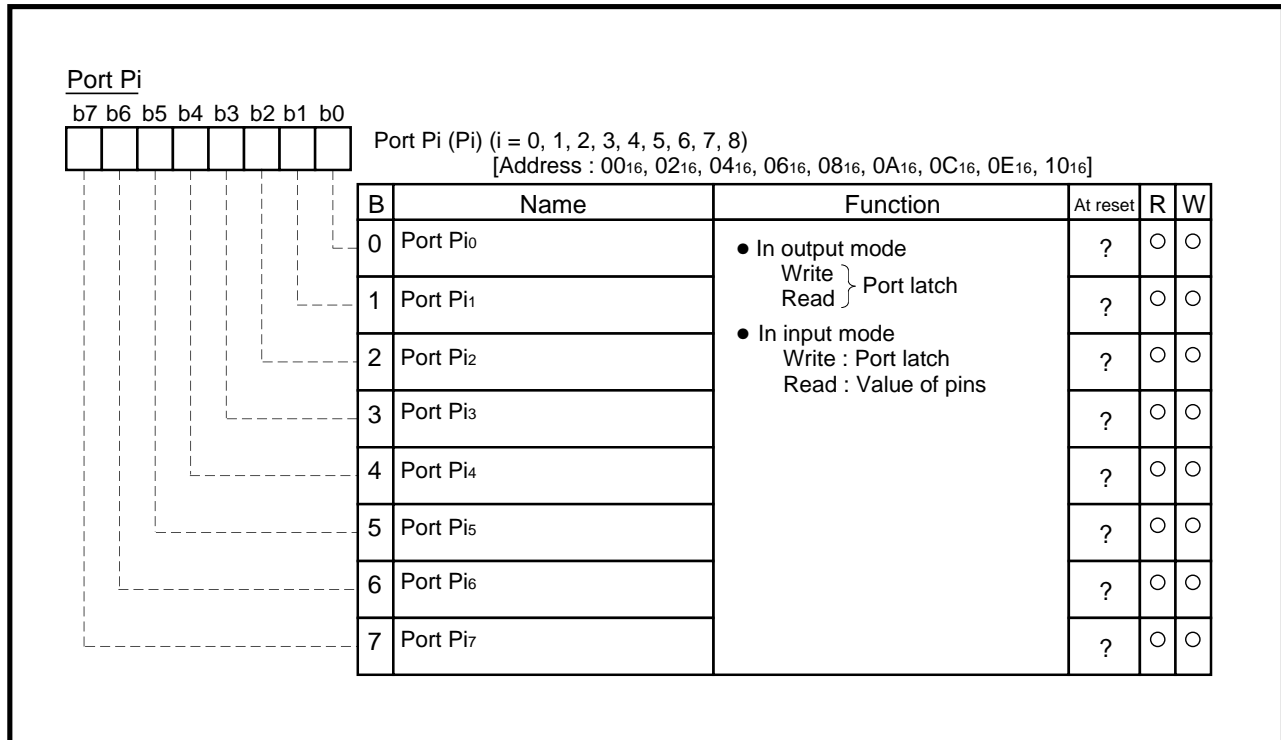 Port Pi
b7 b6 b5 b4 b3 b2 b1 b0
Port Pi (Pi) (i = 0, 1, 2, 3, 4, 5, 6, 7, 8)
[Address : 0016, 0216, 0416, 0616, 0816, 0A16, 0C16, 0E16, 1016]
B Name Function At reset R W
0 Port Pi0 ? ○ ○
● In output mode
Write
Read } Port latch
1 Port Pi1 ? ○ ○
● In input mode
Write : Port latch
Read : Value of pins
2 Port Pi2 ? ○ ○
3 Port Pi3 ? ○ ○
4 Port Pi4 ? ○ ○
5 Port Pi5 ? ○ ○
6 Port Pi6 ? ○ ○
7 Port Pi7 ? ○ ○